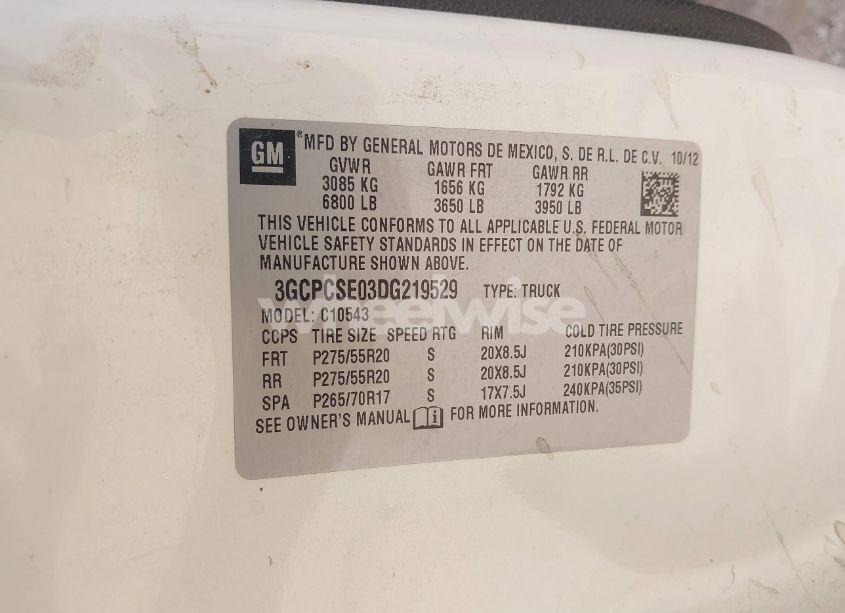 GM
® MFD BY GENERAL MOTORS DE MEXICO, S. DE R.L. DE C.V. 10/12
GVWR GAWR FRT GAWR RR
3085 KG 1656 KG 1792 KG
6800 LB 3650 LB 3950 LB
THIS VEHICLE CONFORMS TO ALL APPLICABLE U.S. FEDERAL MOTOR
VEHICLE SAFETY STANDARDS IN EFFECT ON THE DATE OF
MANUFACTURE SHOWN ABOVE.
3GCPCSE03DG219529 TYPE: TRUCK
wheelwise
MODEL: C10543
CCPS TIRE SIZE SPEED RTG RIM COLD TIRE PRESSURE
FRT P275/55R20 S 20X8.5J 210KPA(30PSI)
RR P275/55R20 S 20X8.5J 210KPA(30PSI)
SPA P265/70R17 S 17X7.5J 240KPA(35PSI)
SEE OWNER'S MANUAL FOR MORE INFORMATION.